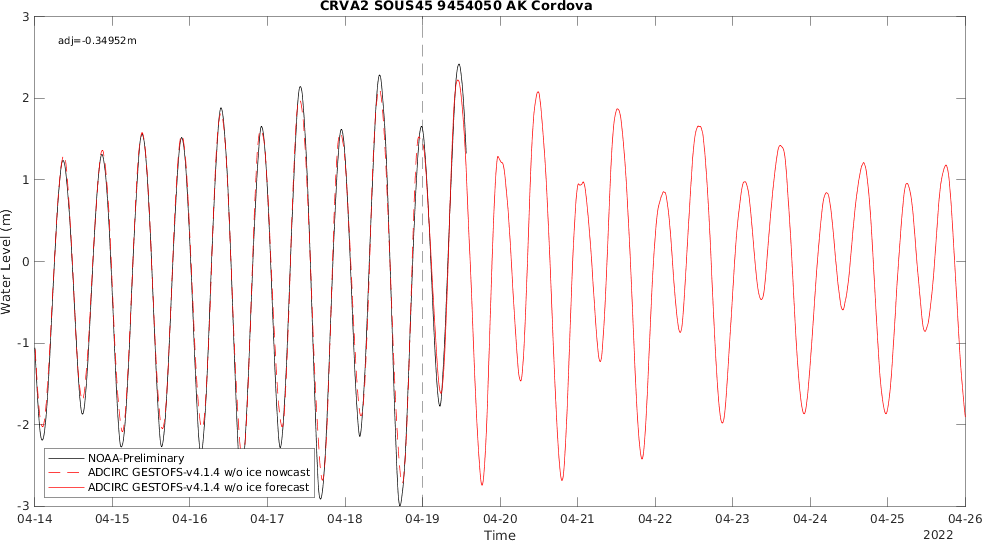 CRVA2 SOUS45 9454050 AK Cordova
adj=-0.34952m
3
2
1
0
-1
-2
-3
Water Level (m)
NOAA-Preliminary
ADCIRC GESTOFS-v4.1.4 w/o ice nowcast
ADCIRC GESTOFS-v4.1.4 w/o ice forecast
04-14 04-15 04-16 04-17 04-18 04-19 04-20 04-21 04-22 04-23 04-24 04-25 04-26
Time
2022